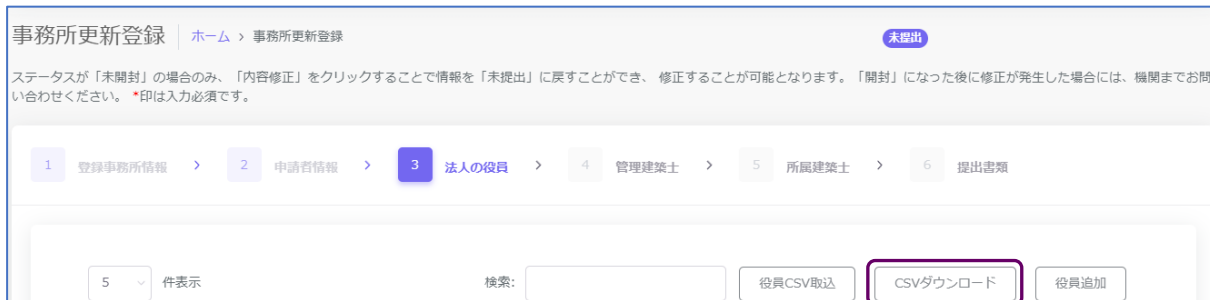 事務所更新登録 ホーム > 事務所更新登録 未提出
ステータスが「未開封」の場合のみ、「内容修正」をクリックすることで情報を「未提出」に戻すことができ、 修正することが可能となります。「開封」になった後に修正が発生した場合には、機関までお問
い合わせください。 *印は入力必須です。
1 登録事務所情報 > 2 申請者情報 > 3 法人の役員 > 4 管理建築士 > 5 所属建築士 > 6 提出書類
5 件表示 検索: 役員CSV取込 CSVダウンロード 役員追加